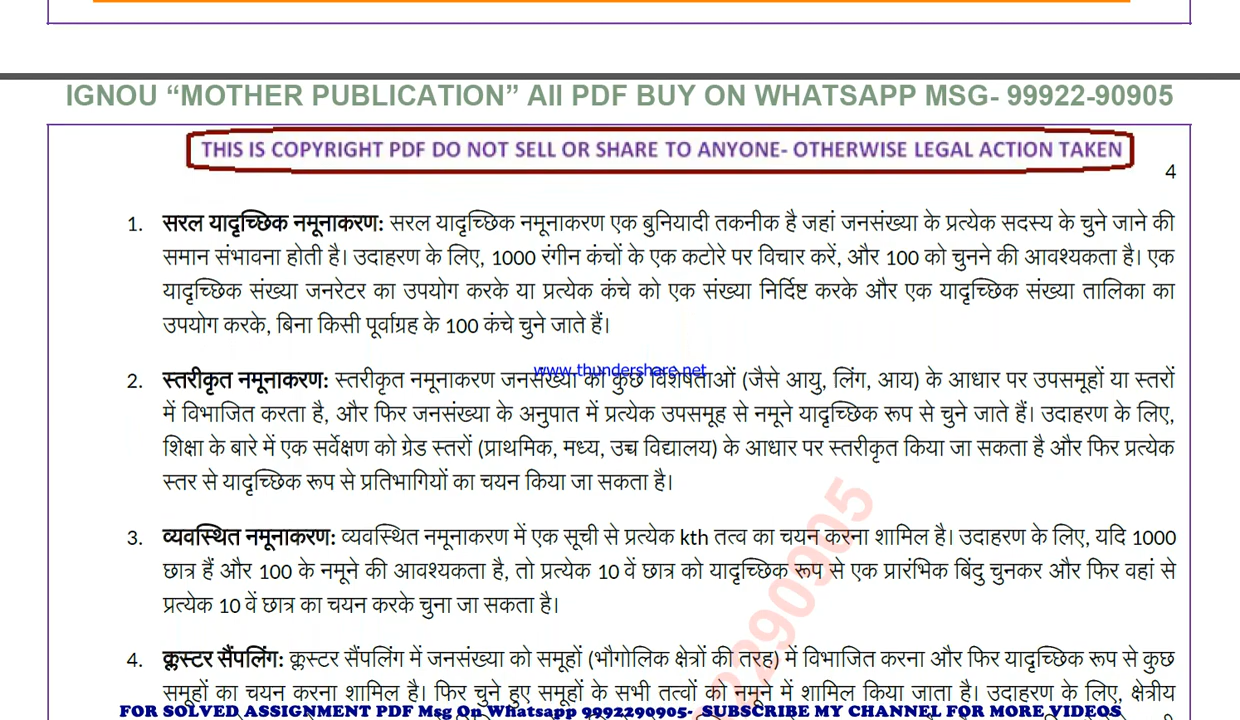 IGNOU “MOTHER PUBLICATION” All PDF BUY ON WHATSAPP MSG- 99922-90905
THIS IS COPYRIGHT PDF DO NOT SELL OR SHARE TO ANYONE- OTHERWISE LEGAL ACTION TAKEN
4
1. सरल यादृच्छिक नमूनाकरण: सरल यादृच्छिक नमूनाकरण एक बुनियादी तकनीक है जहां जनसंख्या के प्रत्येक सदस्य के चुने जाने की
समान संभावना होती है। उदाहरण के लिए, 1000 रंगीन कंचों के एक कटोरे पर विचार करें, और 100 को चुनने की आवश्यकता है। एक
यादृच्छिक संख्या जनरेटर का उपयोग करके या प्रत्येक कंचे को एक संख्या निर्दिष्ट करके और एक यादृच्छिक संख्या तालिका का
उपयोग करके, बिना किसी पूर्वाग्रह के 100 कंचे चुने जाते हैं।
www.thundershare.net
2. स्तरीकृत नमूनाकरण: स्तरीकृत नमूनाकरण जनसंख्या को कुछ विशेषताओं (जैसे आयु, लिंग, आय) के आधार पर उपसमूहों या स्तरों
में विभाजित करता है, और फिर जनसंख्या के अनुपात में प्रत्येक उपसमूह से नमूने यादृच्छिक रूप से चुने जाते हैं। उदाहरण के लिए,
शिक्षा के बारे में एक सर्वेक्षण को ग्रेड स्तरों (प्राथमिक, मध्य, उच्च विद्यालय) के आधार पर स्तरीकृत किया जा सकता है और फिर प्रत्येक
स्तर से यादृच्छिक रूप से प्रतिभागियों का चयन किया जा सकता है।
3. व्यवस्थित नमूनाकरण: व्यवस्थित नमूनाकरण में एक सूची से प्रत्येक kth तत्व का चयन करना शामिल है। उदाहरण के लिए, यदि 1000
छात्र हैं और 100 के नमूने की आवश्यकता है, तो प्रत्येक 10 वें छात्र को यादृच्छिक रूप से एक प्रारंभिक बिंदु चुनकर और फिर वहां से
प्रत्येक 10 वें छात्र का चयन करके चुना जा सकता है।
4. क्लस्टर सैंपलिंग: क्लस्टर सैंपलिंग में जनसंख्या को समूहों (भौगोलिक क्षेत्रों की तरह) में विभाजित करना और फिर यादृच्छिक रूप से कुछ
समूहों का चयन करना शामिल है। फिर चुने हुए समूहों के सभी तत्वों को नमूने में शामिल किया जाता है। उदाहरण के लिए, क्षेत्रीय
FOR SOLVED ASSIGNMENT PDF Msg On Whatsapp 9992290905- SUBSCRIBE MY CHANNEL FOR MORE VIDEOS